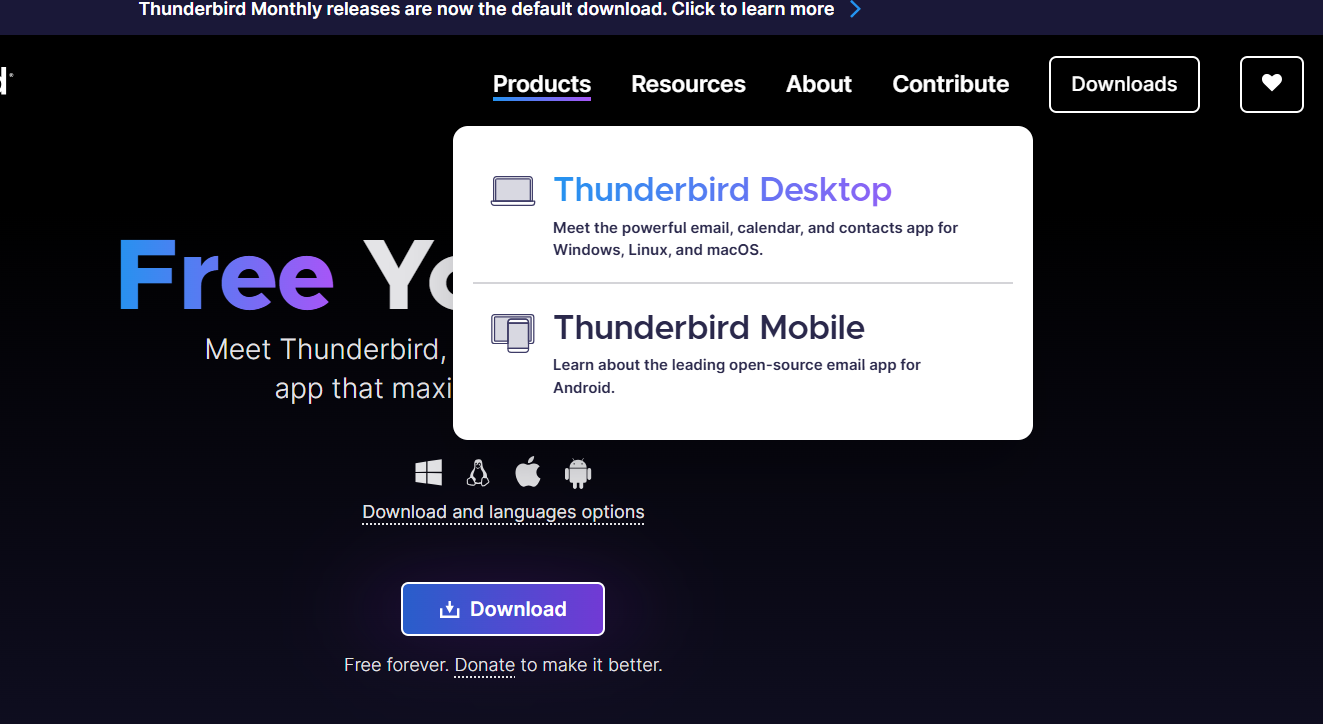 Thunderbird Monthly releases are now the default download. Click to learn more
Products Resources About Contribute Downloads
Thunderbird Desktop
Meet the powerful email, calendar, and contacts app for
Windows, Linux, and macOS.
Thunderbird Mobile
Learn about the leading open-source email app for
Android.
Free
Meet Thunderbird,
app that
Download and languages options
Download
Free forever. Donate to make it better.